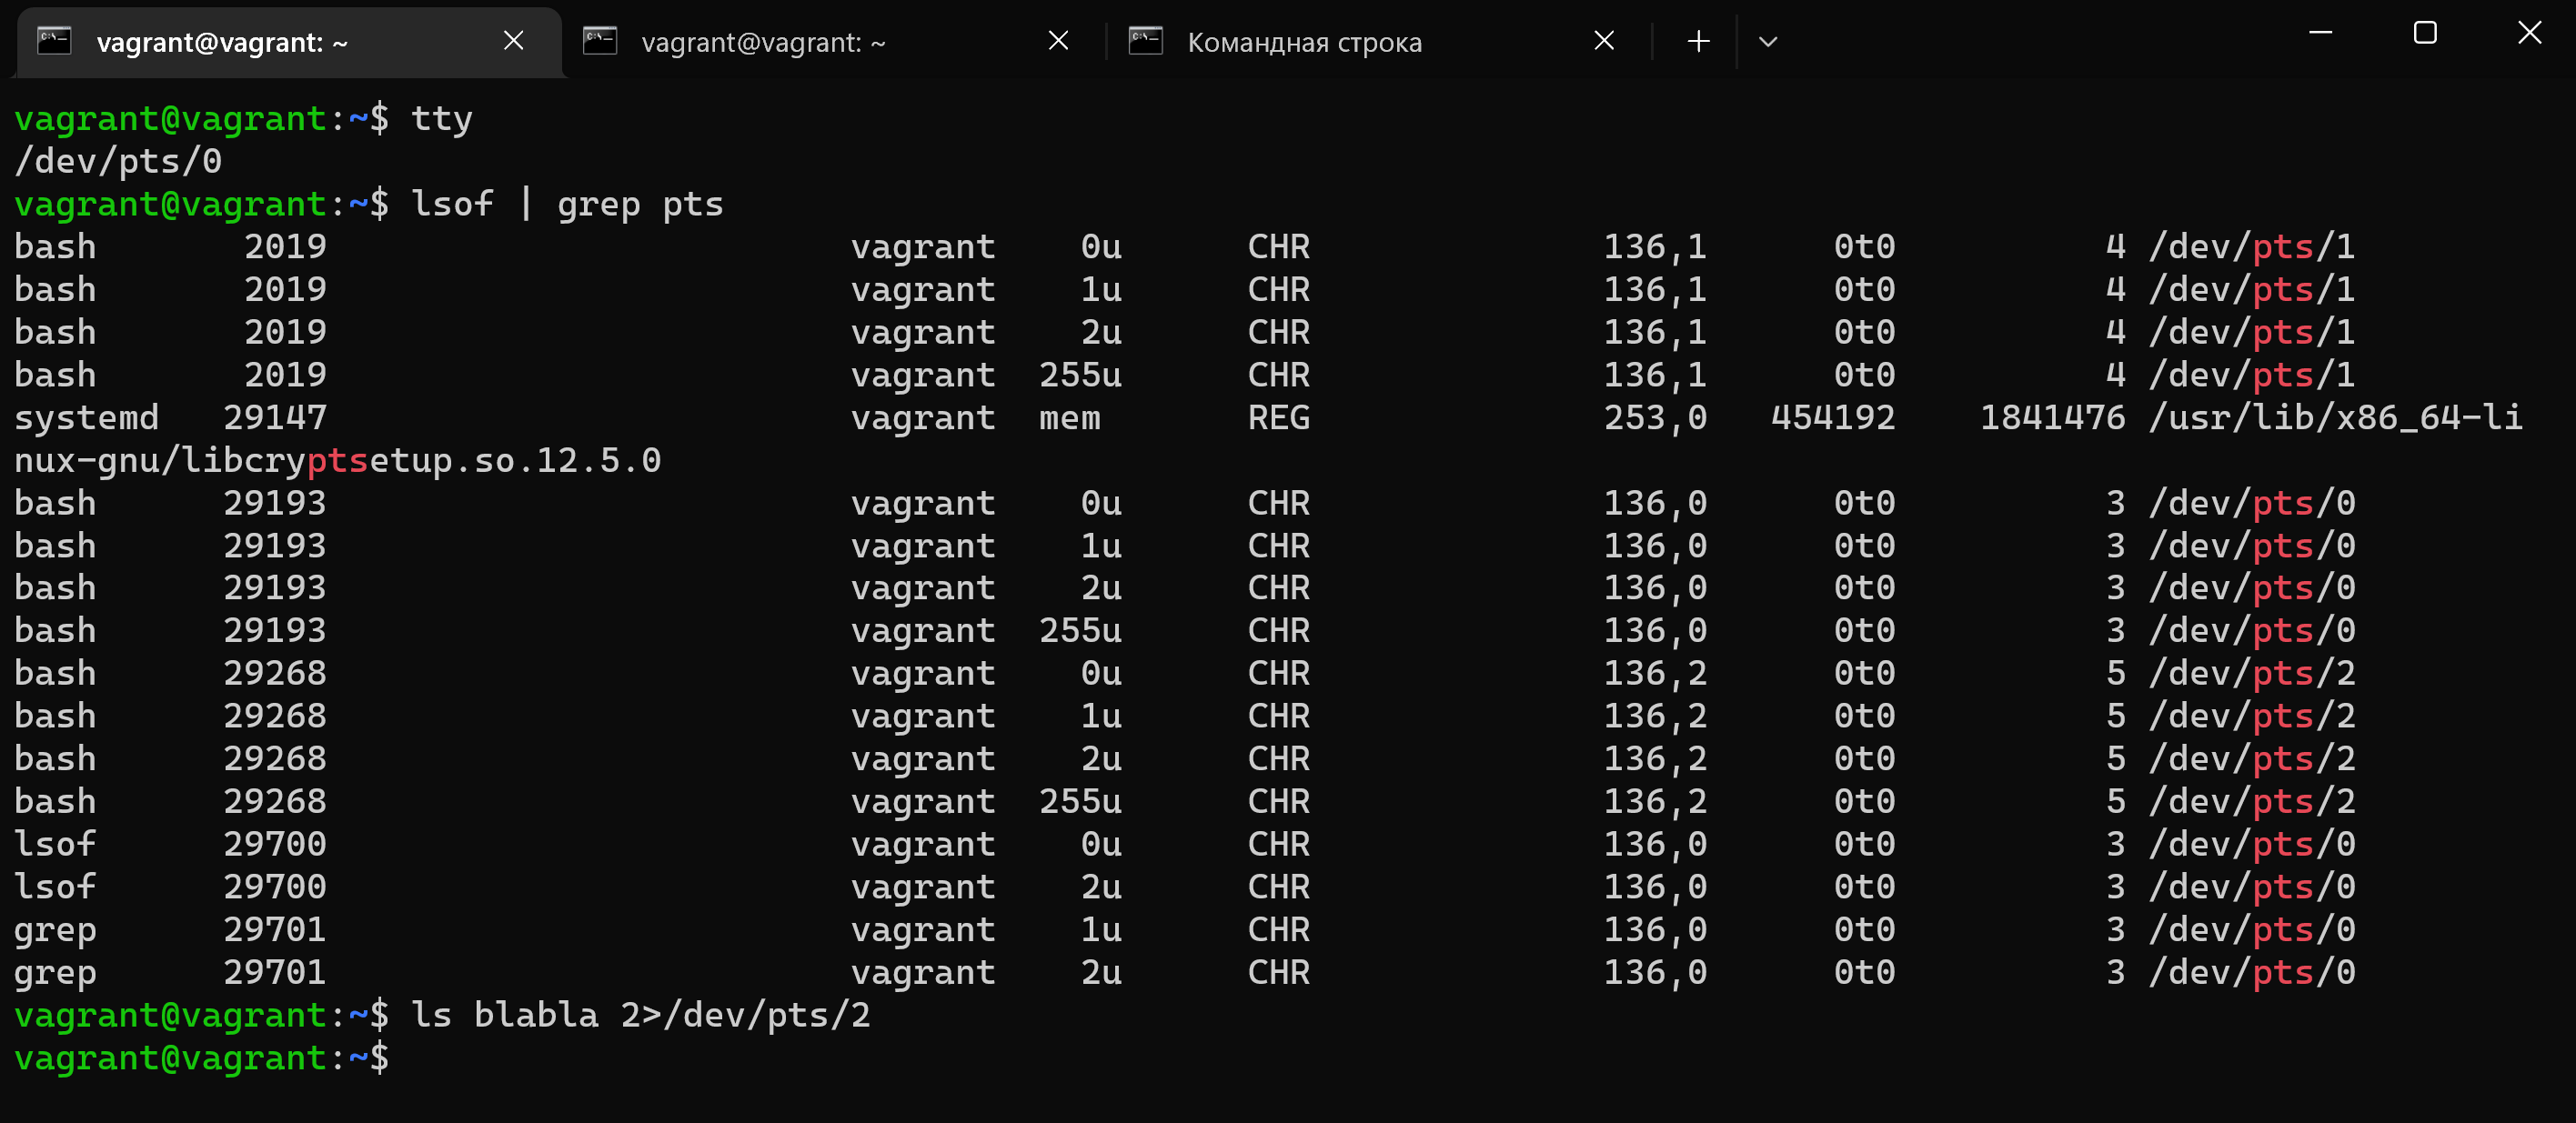 vagrant@vagrant: ~ vagrant@vagrant: ~ Командная строка
vagrant@vagrant:~$ tty
/dev/pts/0
vagrant@vagrant:~$ lsof | grep pts
bash 2019 vagrant 0u CHR 136,1 0t0 4 /dev/pts/1
bash 2019 vagrant 1u CHR 136,1 0t0 4 /dev/pts/1
bash 2019 vagrant 2u CHR 136,1 0t0 4 /dev/pts/1
bash 2019 vagrant 255u CHR 136,1 0t0 4 /dev/pts/1
systemd 29147 vagrant mem REG 253,0 454192 1841476 /usr/lib/x86_64-li
nux-gnu/libcryptsetup.so.12.5.0
bash 29193 vagrant 0u CHR 136,0 0t0 3 /dev/pts/0
bash 29193 vagrant 1u CHR 136,0 0t0 3 /dev/pts/0
bash 29193 vagrant 2u CHR 136,0 0t0 3 /dev/pts/0
bash 29193 vagrant 255u CHR 136,0 0t0 3 /dev/pts/0
bash 29268 vagrant 0u CHR 136,2 0t0 5 /dev/pts/2
bash 29268 vagrant 1u CHR 136,2 0t0 5 /dev/pts/2
bash 29268 vagrant 2u CHR 136,2 0t0 5 /dev/pts/2
bash 29268 vagrant 255u CHR 136,2 0t0 5 /dev/pts/2
lsof 29700 vagrant 0u CHR 136,0 0t0 3 /dev/pts/0
lsof 29700 vagrant 2u CHR 136,0 0t0 3 /dev/pts/0
grep 29701 vagrant 1u CHR 136,0 0t0 3 /dev/pts/0
grep 29701 vagrant 2u CHR 136,0 0t0 3 /dev/pts/0
vagrant@vagrant:~$ ls blabla 2>/dev/pts/2
vagrant@vagrant:~$